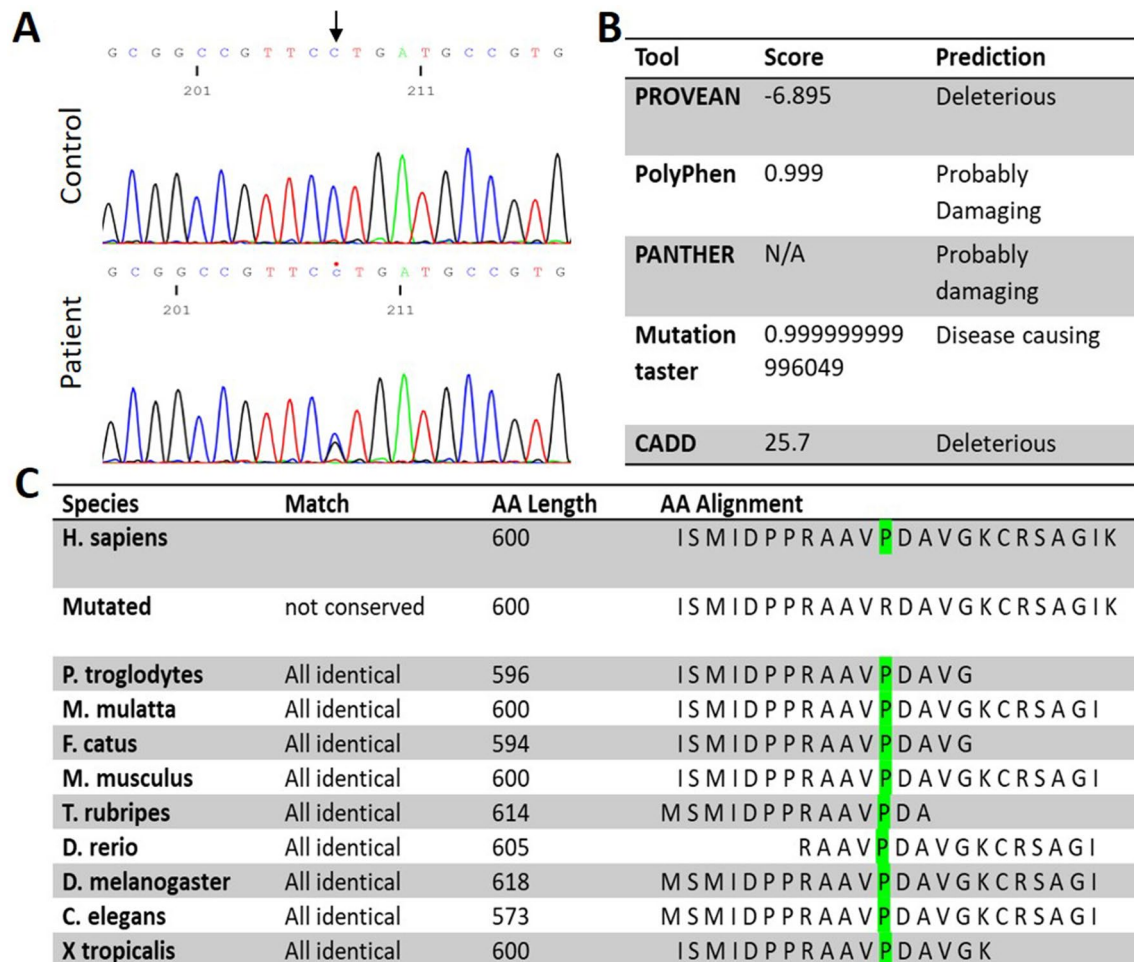 A
G C G G C C G T T C C T G A T G C C G T G
201 211
Control
G C G G C C G T T C C T G A T G C C G T G
201 211
Patient
B
Tool Score Prediction
PROVEAN -6.895 Deleterious
PolyPhen 0.999 Probably
Damaging
PANTHER N/A Probably
damaging
Mutation 0.999999999 Disease causing
taster 996049
CADD 25.7 Deleterious
C
Species Match AA Length AA Alignment
H. sapiens 600 I S M I D P P R A A V P D A V G K C R S A G I K
Mutated not conserved 600 I S M I D P P R A A V R D A V G K C R S A G I K
P. troglodytes All identical 596 I S M I D P P R A A V P D A V G
M. mulatta All identical 600 I S M I D P P R A A V P D A V G K C R S A G I
F. catus All identical 594 I S M I D P P R A A V P D A V G
M. musculus All identical 600 I S M I D P P R A A V P D A V G K C R S A G I
T. rubripes All identical 614 M S M I D P P R A A V P D A
D. rerio All identical 605 R A A V P D A V G K C R S A G I
D. melanogaster All identical 618 M S M I D P P R A A V P D A V G K C R S A G I
C. elegans All identical 573 M S M I D P P R A A V P D A V G K C R S A G I
X tropicalis All identical 600 I S M I D P P R A A V P D A V G K